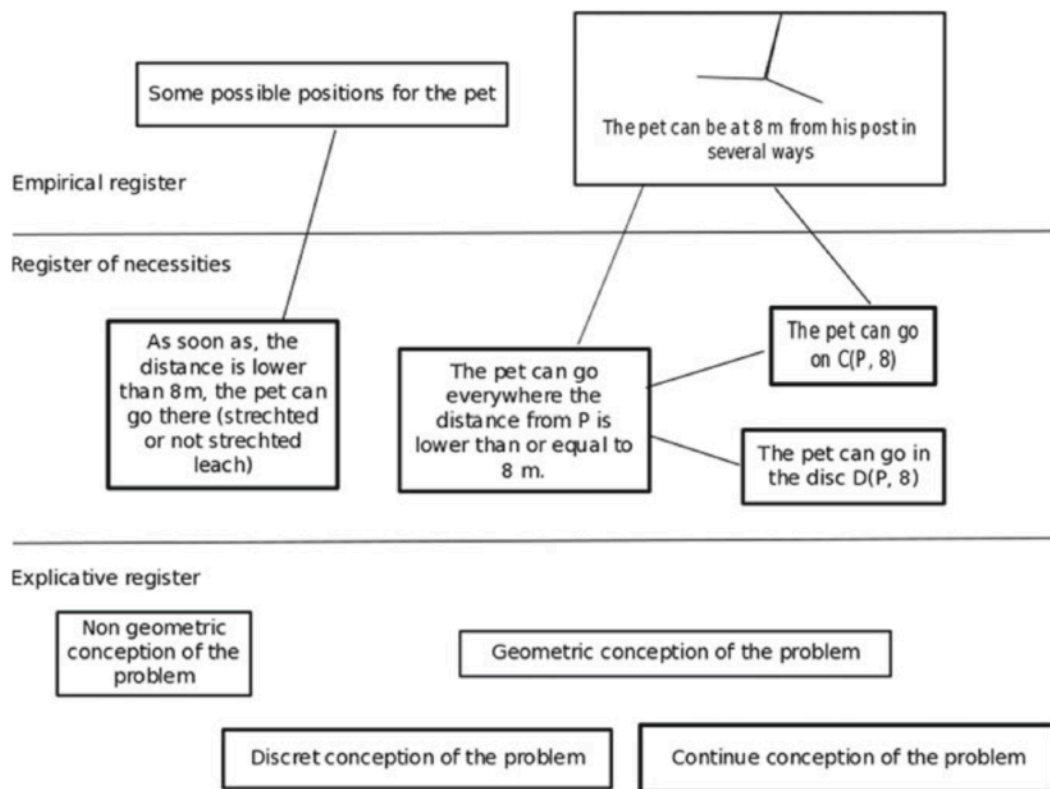 Some possible positions for the pet
The pet can be at 8 m from his post in
several ways
Empirical register
Register of necessities
As soon as, the
distance is lower
than 8m, the pet can
go there (strechted
or not strechted
leach)
The pet can go
everywhere the
distance from P is
lower than or equal to
8 m.
The pet can go
on C(P, 8)
The pet can go in
the disc D(P, 8)
Explicative register
Non geometric
conception of the
problem
Geometric conception of the problem
Discret conception of the problem
Continue conception of the problem